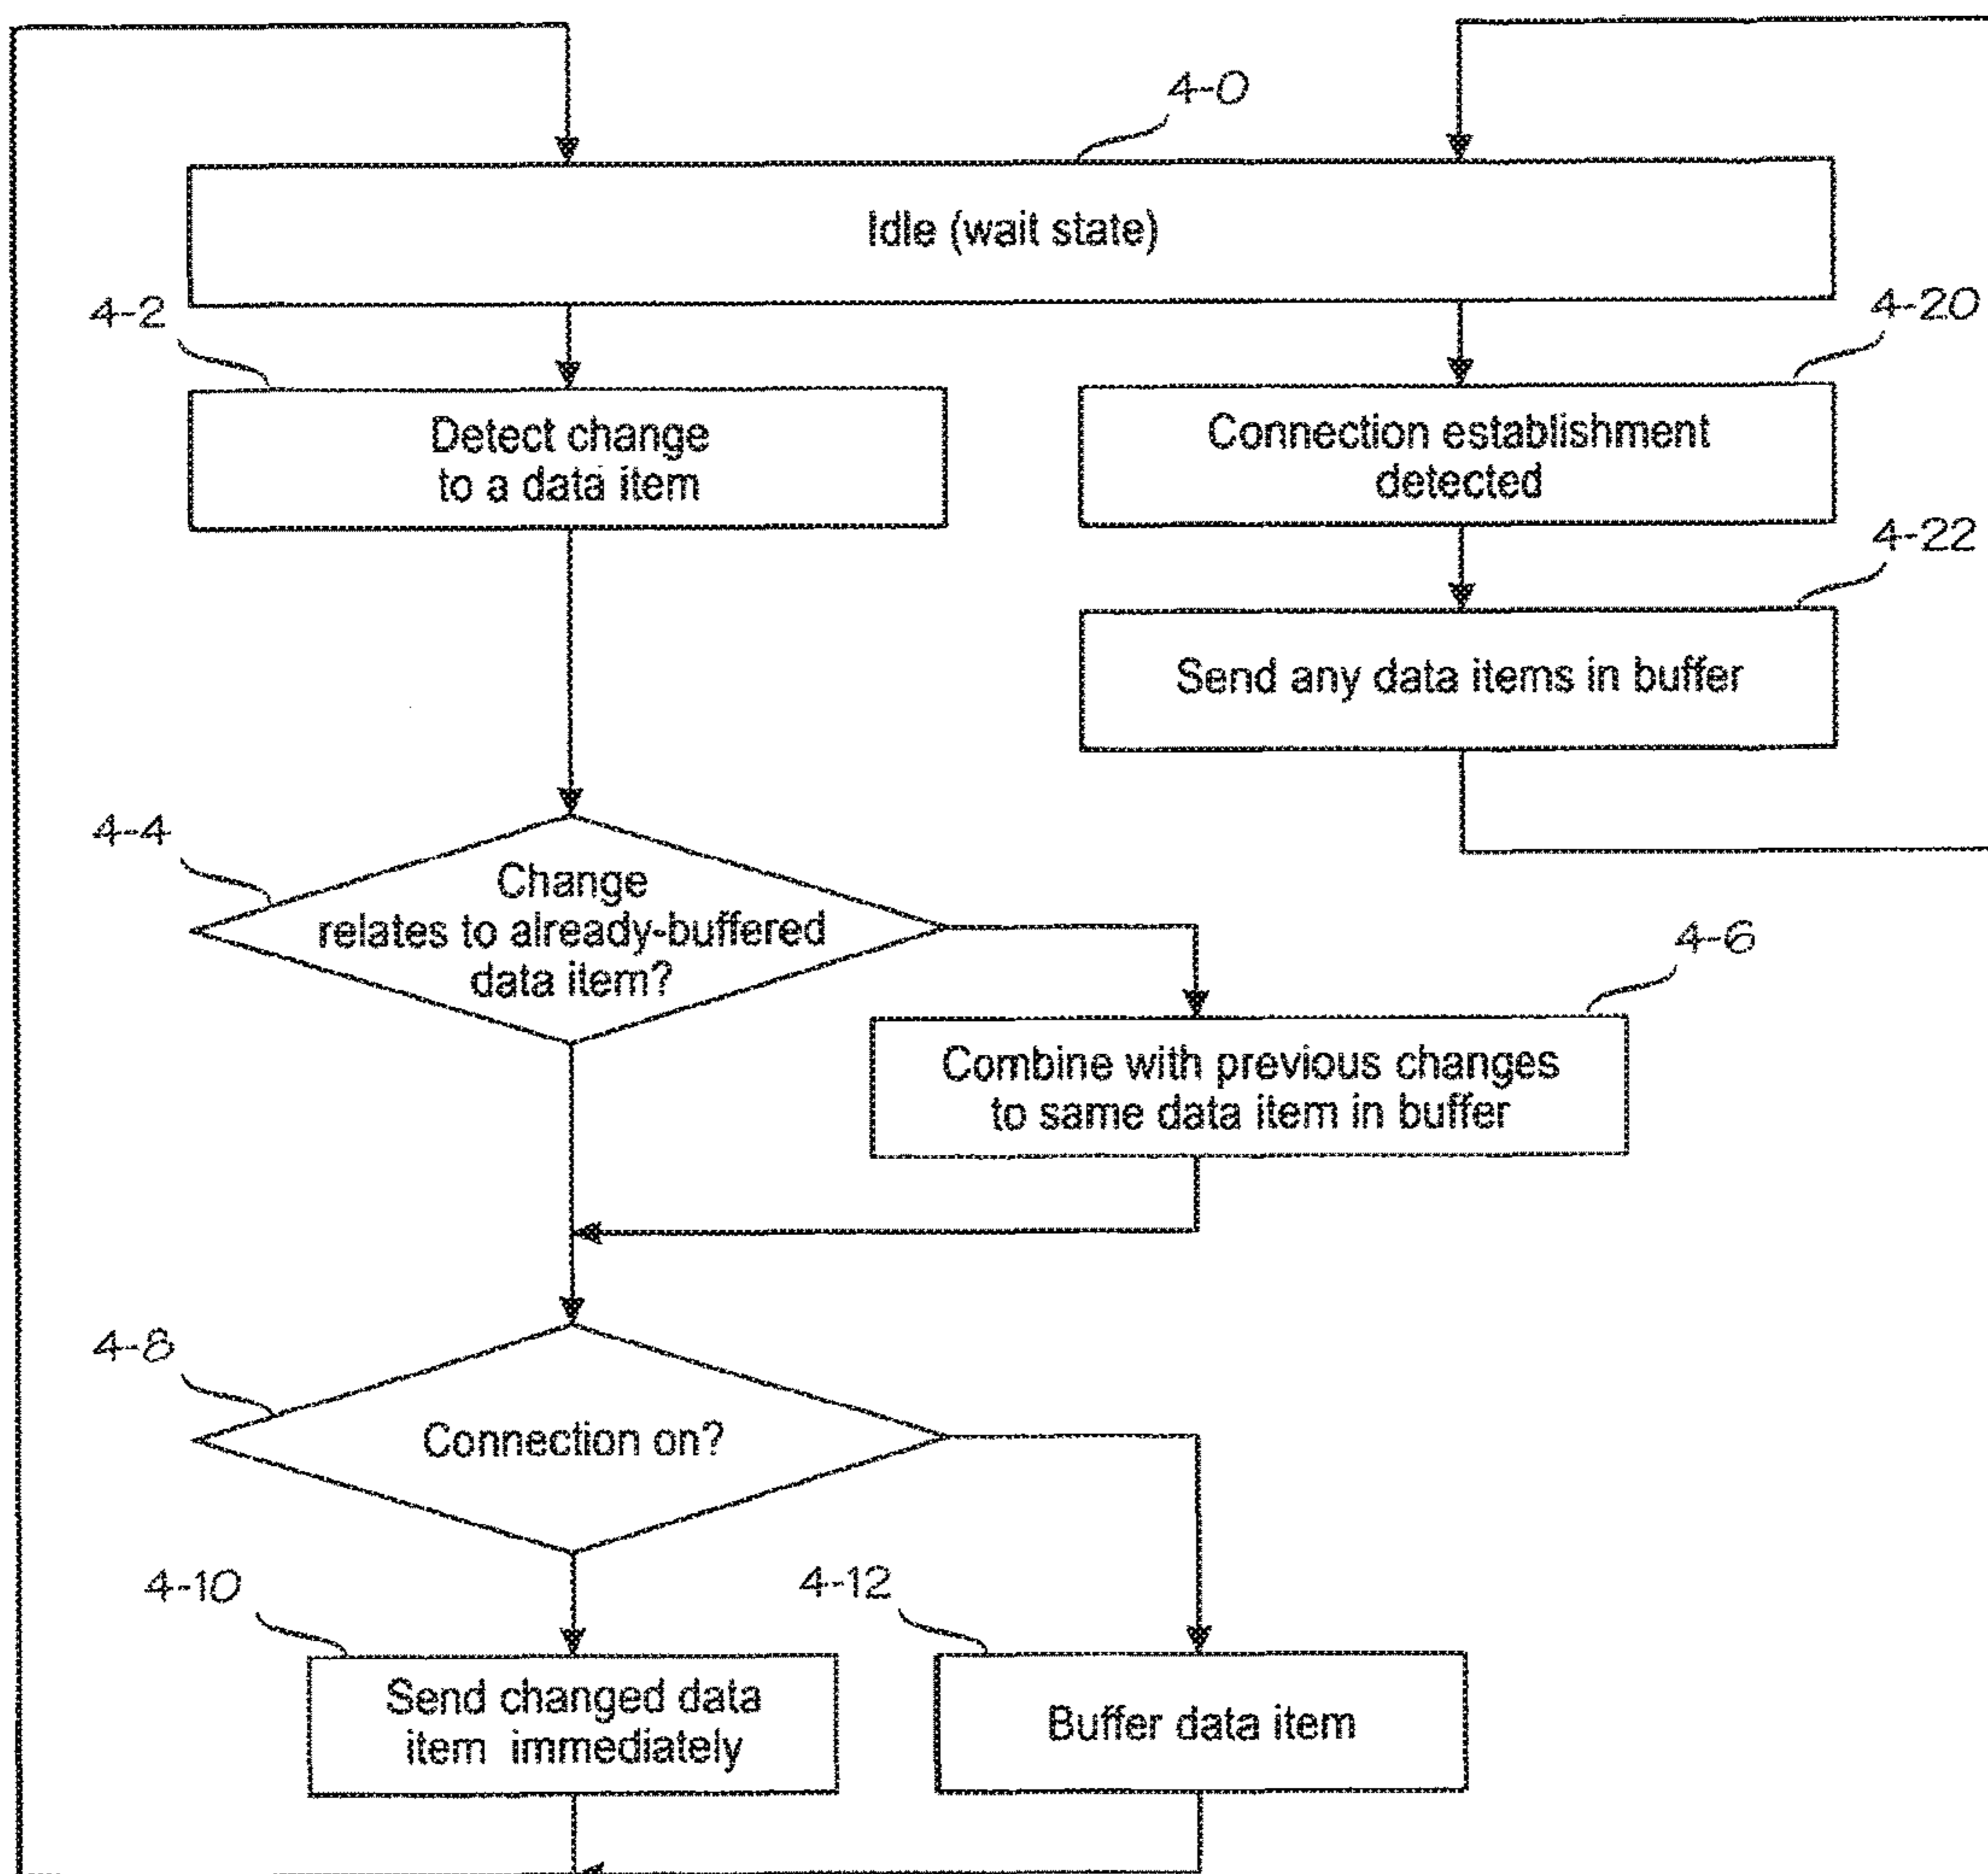 4-0
Idle (wait state)
4-2
4-20
Detect change
to a data item
Connection establishment
detected
4-22
Send any data items in buffer
4-4
Change
relates to already-buffered
data item?
4-6
Combine with previous changes
to same data item in buffer
4-8
Connection on?
4-10
4-12
Send changed data
item immediately
Buffer data item